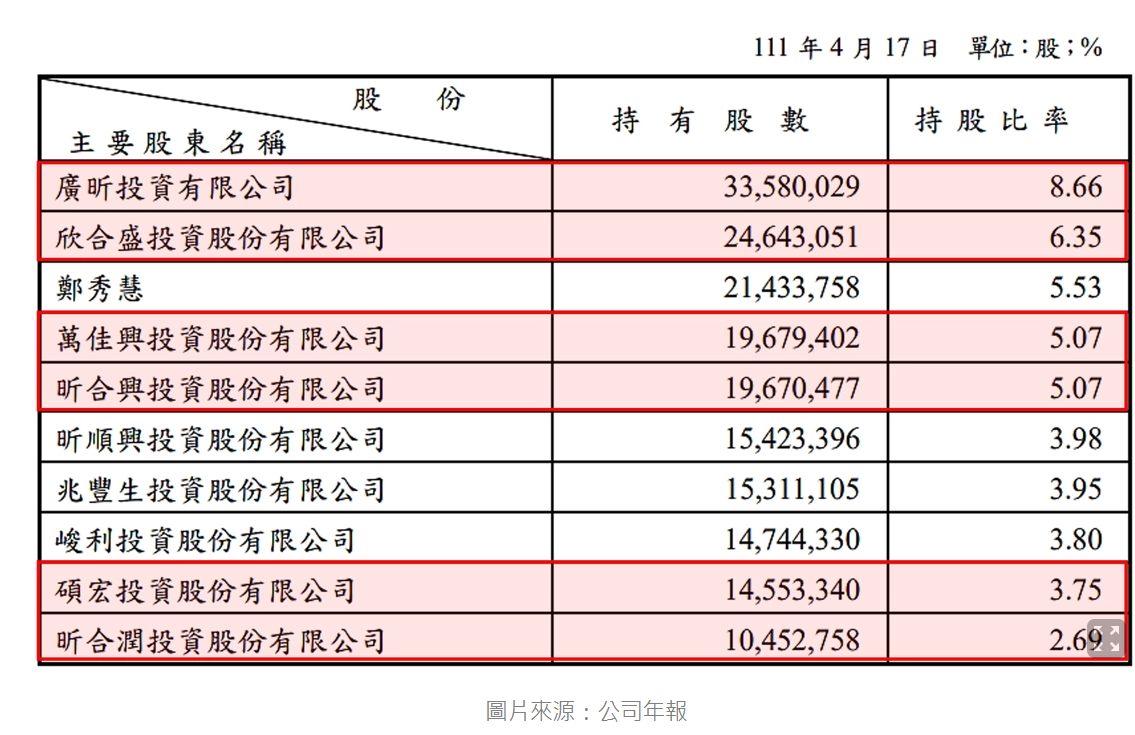 111 年 4 月 17 日 單位：股；%
股 份
主要股東名稱
持有股數
持股比率
廣昕投資有限公司 33,580,029 8.66
欣合盛投資股份有限公司 24,643,051 6.35
鄭秀慧 21,433,758 5.53
萬佳興投資股份有限公司 19,679,402 5.07
昕合興投資股份有限公司 19,670,477 5.07
昕順興投資股份有限公司 15,423,396 3.98
兆豐生投資股份有限公司 15,311,105 3.95
峻利投資股份有限公司 14,744,330 3.80
碩宏投資股份有限公司 14,553,340 3.75
昕合潤投資股份有限公司 10,452,758 2.69
圖片來源：公司年報